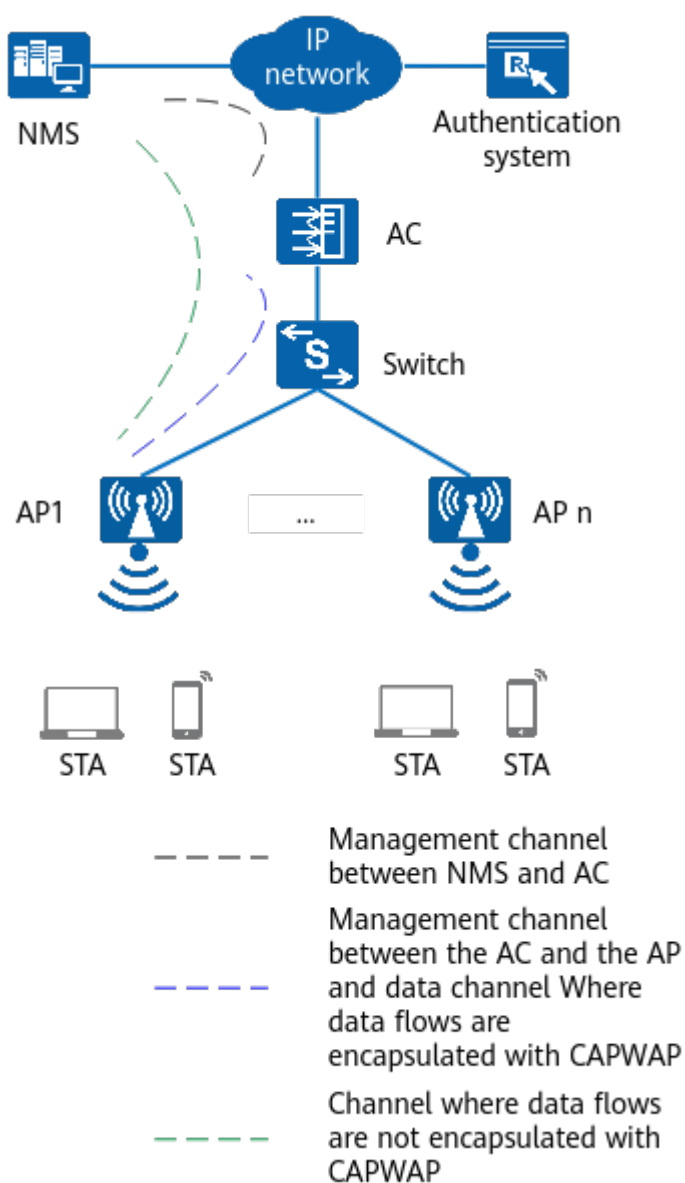 IP
network
R
NMS
Authentication
system
AC
S
Switch
AP1
...
AP n
STA
STA
STA
STA
Management channel
between NMS and AC
Management channel
between the AC and the AP
and data channel Where
data flows are
encapsulated with CAPWAP
Channel where data flows
are not encapsulated with
CAPWAP